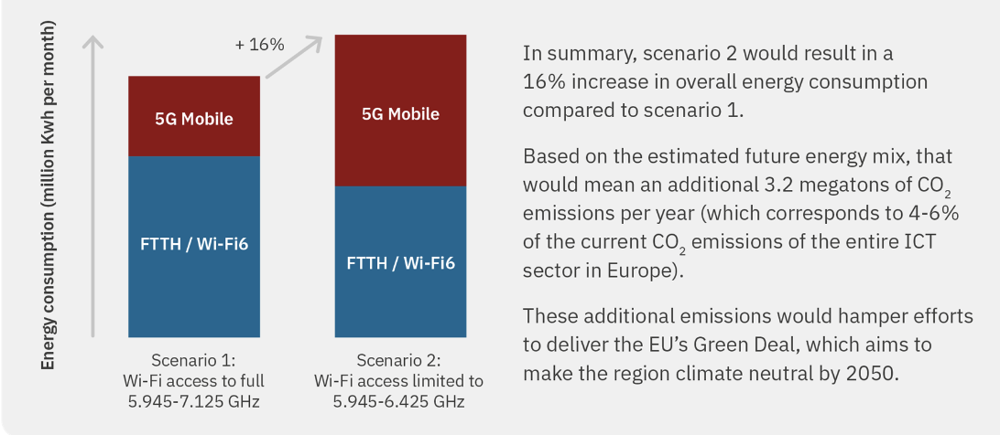 Energy consumption (million Kwh per month)
+ 16%
5G Mobile
FTTH / Wi-Fi6
5G Mobile
FTTH / Wi-Fi6
Scenario 1:
Wi-Fi access to full
5.945-7.125 GHz
Scenario 2:
Wi-Fi access limited to
5.945-6.425 GHz
In summary, scenario 2 would result in a
16% increase in overall energy consumption
compared to scenario 1.
Based on the estimated future energy mix, that
would mean an additional 3.2 megatons of CO₂
emissions per year (which corresponds to 4-6%
of the current CO₂ emissions of the entire ICT
sector in Europe).
These additional emissions would hamper efforts
to deliver the EU’s Green Deal, which aims to
make the region climate neutral by 2050.